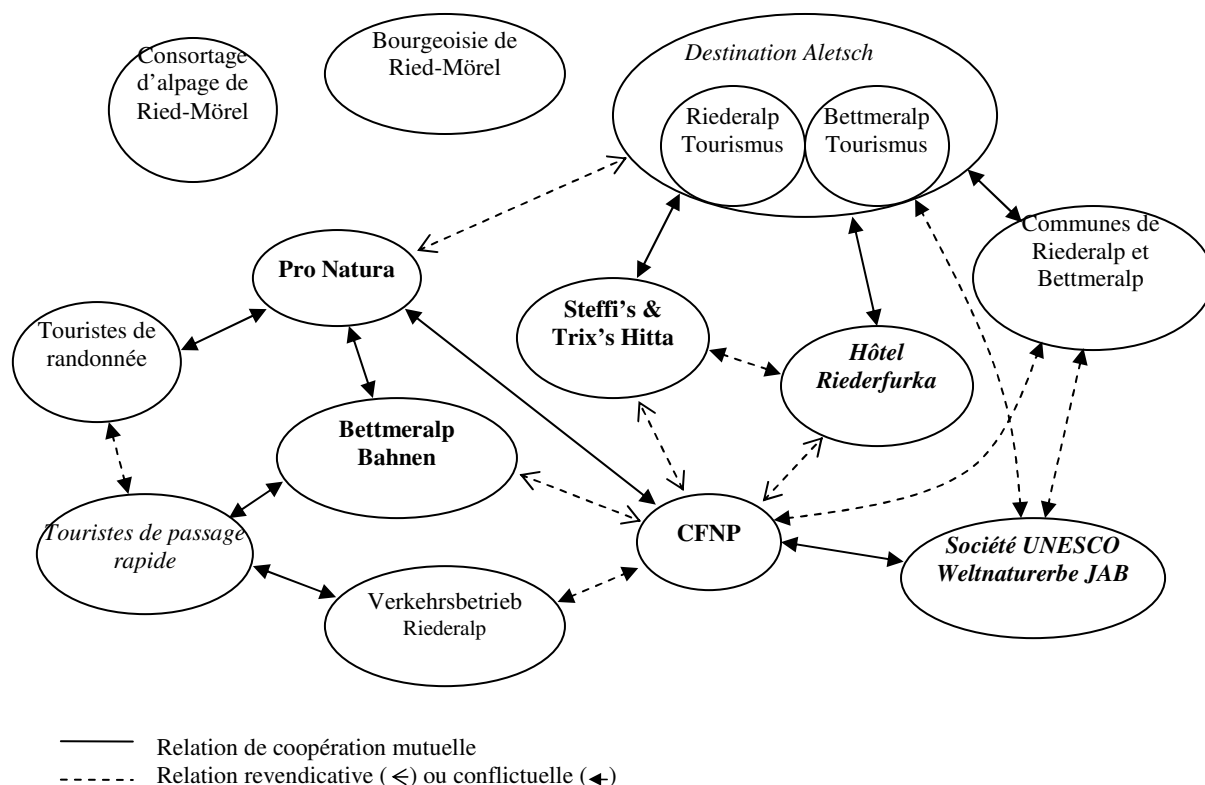 Consortage
d'alpage de
Ried-Mörel
Bourgeoisie de
Ried-Mörel
Destination Aletsch
Riederalp
Tourismus
Bettmeralp
Tourismus
Communes de
Riederalp et
Bettmeralp
Pro Natura
Steffi's &
Trix's Hitta
Touristes de
randonnée
Hôtel
Riederfurka
Bettmeralp
Bahnen
Touristes de passage
rapide
CFNP
Société UNESCO
Weltnaturerbe JAB
Verkehrsbetrieb
Riederalp
Relation de coopération mutuelle
Relation revendicative (<) ou conflictuelle (◄)